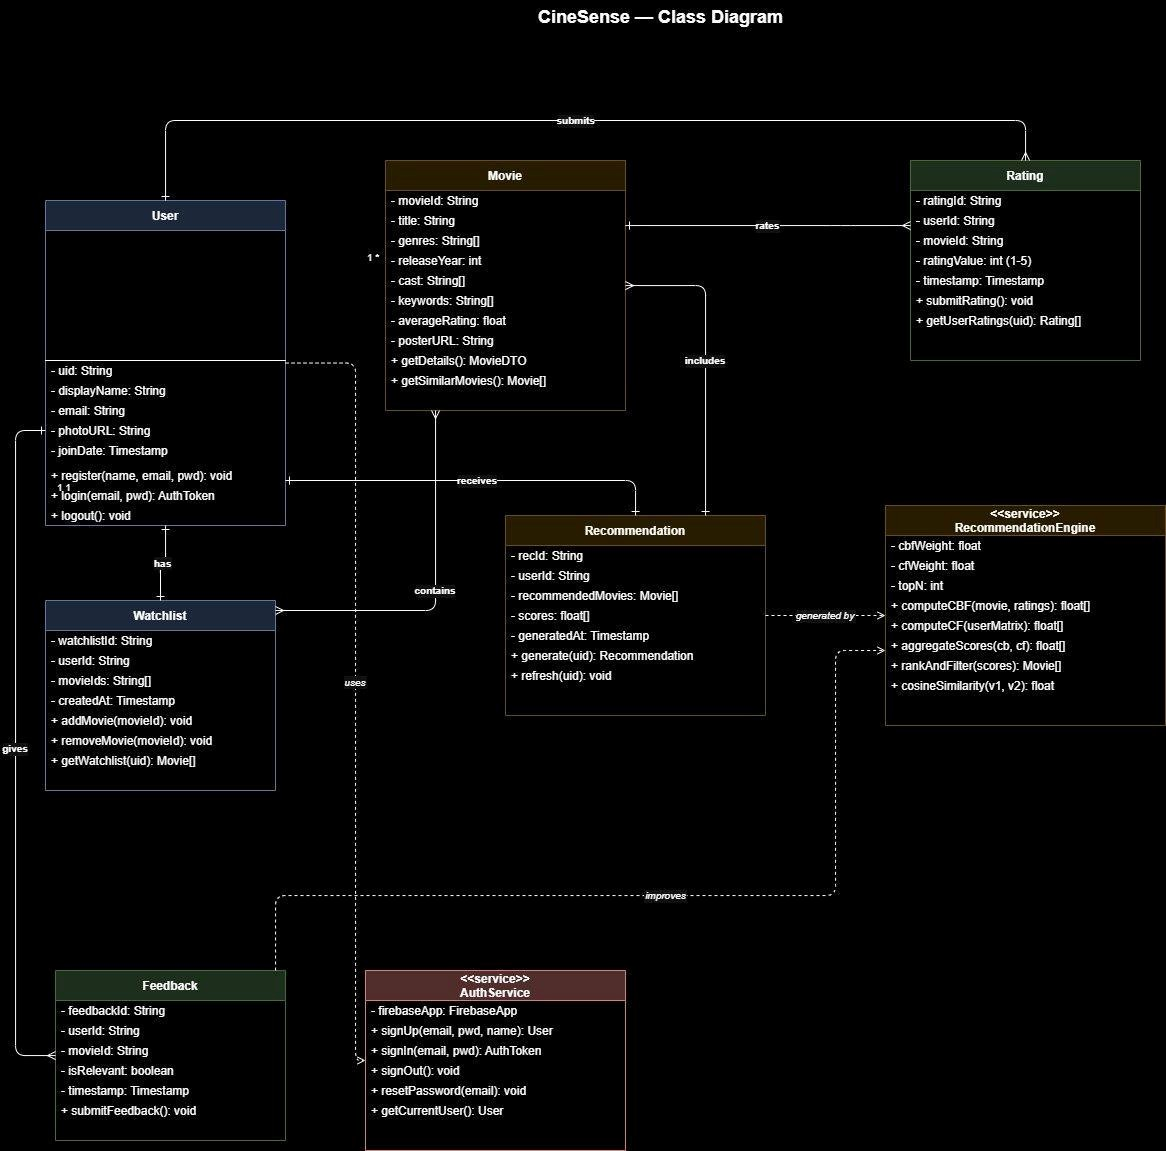 CineSense — Class Diagram
submits
User
- uid: String
- displayName: String
- email: String
- photoURL: String
- joinDate: Timestamp
+ register(name, email, pwd): void
1 1
+ login(email, pwd): AuthToken
+ logout(): void
Movie
- movieId: String
- title: String
- genres: String[]
1 *
- releaseYear: int
- cast: String[]
- keywords: String[]
- averageRating: float
- posterURL: String
+ getDetails(): MovieDTO
+ getSimilarMovies(): Movie[]
rates
includes
Rating
- ratingId: String
- userId: String
- movieId: String
- ratingValue: int (1-5)
- timestamp: Timestamp
+ submitRating(): void
+ getUserRatings(uid): Rating[]
receives
has
contains
Watchlist
- watchlistId: String
- userId: String
- movieIds: String[]
- createdAt: Timestamp
+ addMovie(movieId): void
+ removeMovie(movieId): void
+ getWatchlist(uid): Movie[]
uses
gives
Recommendation
- recId: String
- userId: String
- recommendedMovies: Movie[]
- scores: float[]
- generatedAt: Timestamp
+ generate(uid): Recommendation
+ refresh(uid): void
generated by
<<service>>
RecommendationEngine
- cbfWeight: float
- cfWeight: float
- topN: int
+ computeCBF(movie, ratings): float[]
+ computeCF(userMatrix): float[]
+ aggregateScores(cb, cf): float[]
+ rankAndFilter(scores): Movie[]
+ cosineSimilarity(v1, v2): float
improves
Feedback
- feedbackId: String
- userId: String
- movieId: String
- isRelevant: boolean
- timestamp: Timestamp
+ submitFeedback(): void
<<service>>
AuthService
- firebaseApp: FirebaseApp
+ signUp(email, pwd, name): User
+ signIn(email, pwd): AuthToken
+ signOut(): void
+ resetPassword(email): void
+ getCurrentUser(): User